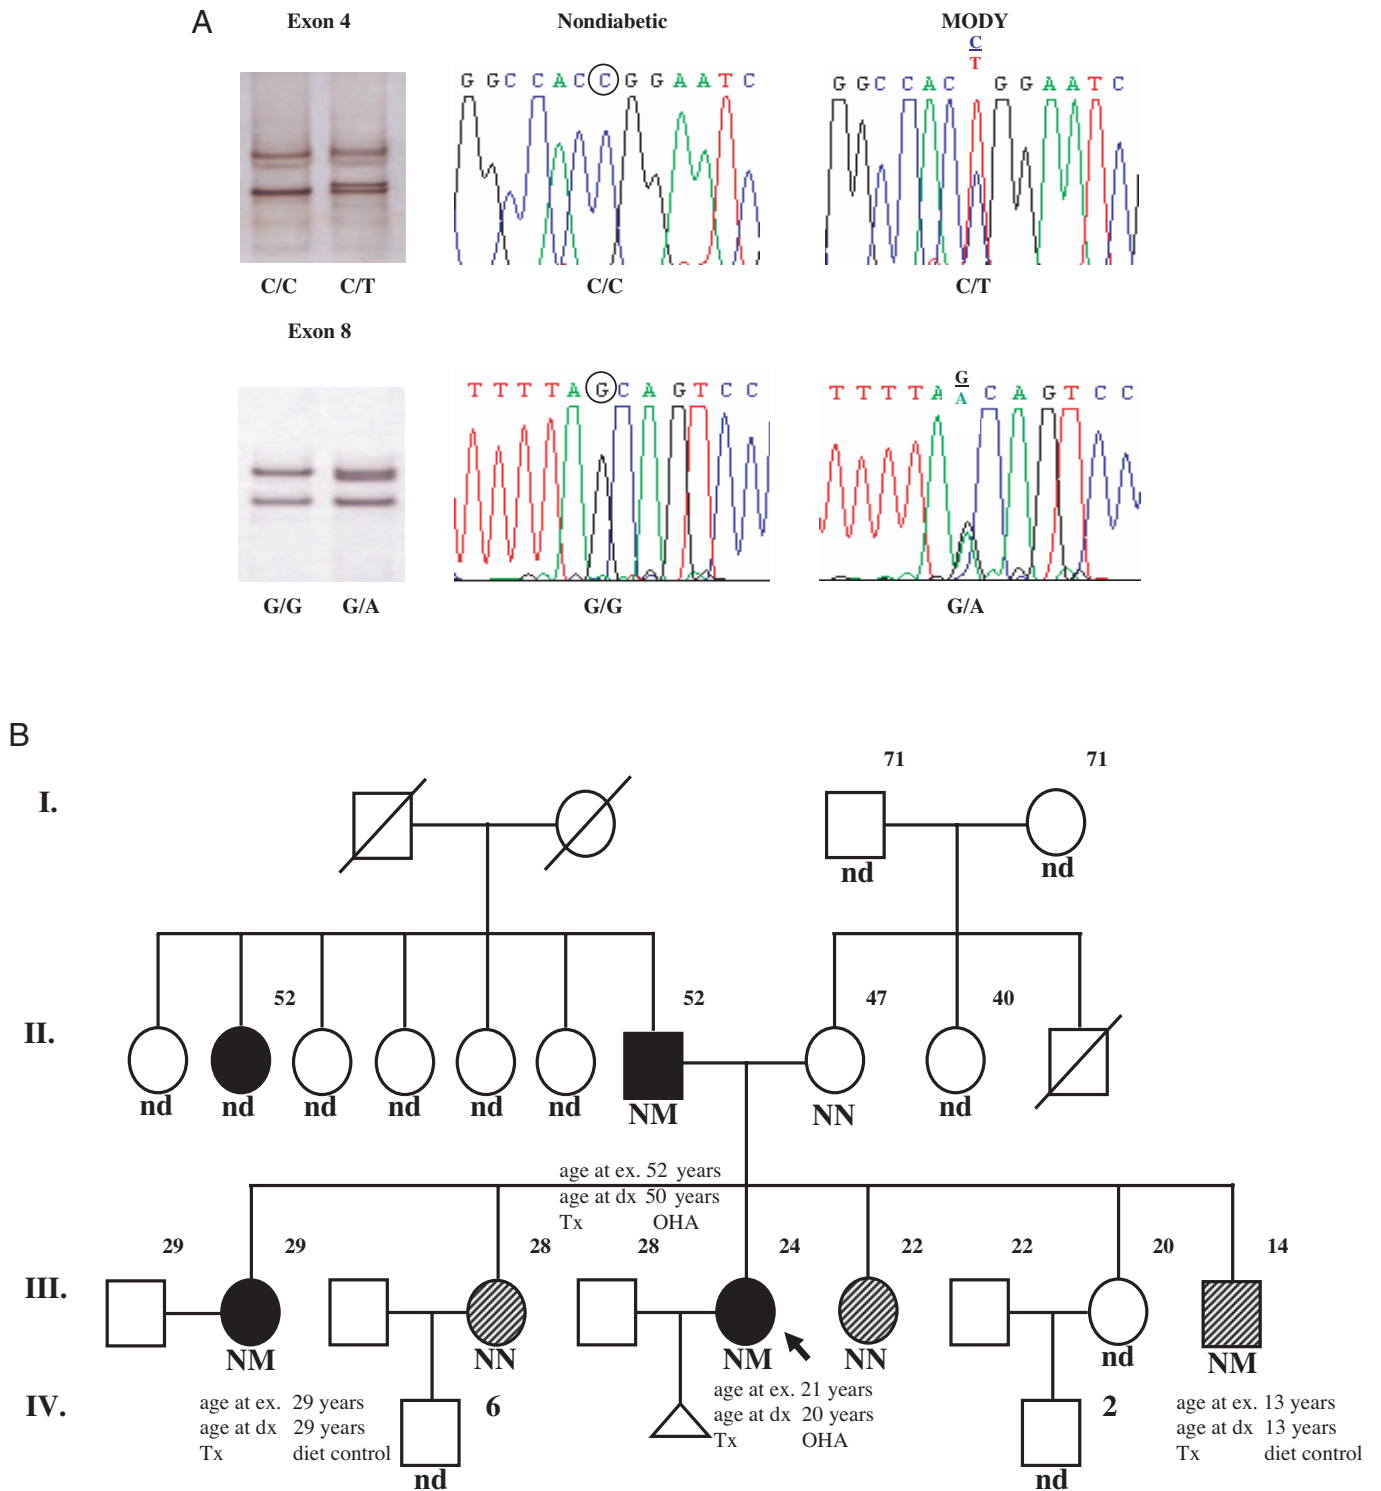 A
Exon 4
Nondiabetic
MODY
C
T
G G C C A C C G G A A T C
G G C C A C G G A A T C
C/C C/T
C/C
C/T
Exon 8
T T T T A G C A G T C C
G
A
T T T T A C A G T C C
G/G G/A
G/G
G/A
B
I.
71
71
nd
nd
II.
52
52
47
40
nd
nd
nd
nd
nd
nd
NM
NN
nd
age at ex. 52 years
age at dx 50 years
Tx OHA
III.
29
29
28
28
24
22
22
20
14
NM
NN
NM
NN
nd
NM
IV.
age at ex. 29 years
age at dx 29 years
Tx diet control
6
nd
age at ex. 21 years
age at dx 20 years
Tx OHA
2
nd
age at ex. 13 years
age at dx 13 years
Tx diet control